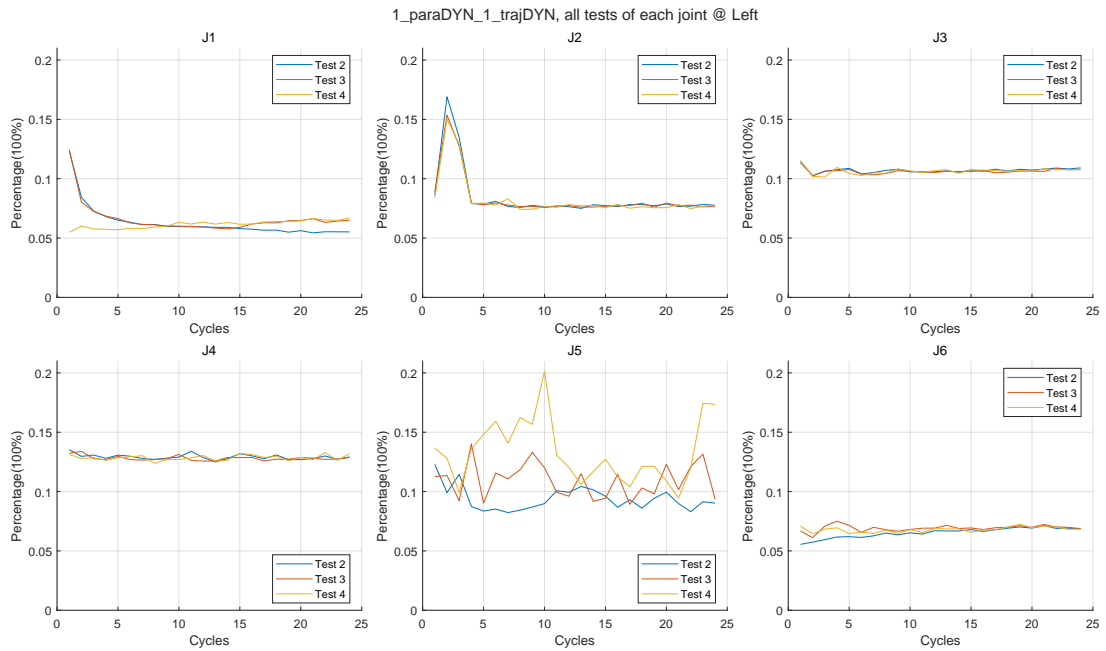 1_paraDYN_1_trajDYN, all tests of each joint @ Left
J1
Percentage(100%)
0.2
0.15
0.1
0.05
0
0 5 10 15 20 25
Cycles
Test 2
Test 3
Test 4
J2
Percentage(100%)
0.2
0.15
0.1
0.05
0
0 5 10 15 20 25
Cycles
Test 2
Test 3
Test 4
J3
Percentage(100%)
0.2
0.15
0.1
0.05
0
0 5 10 15 20 25
Cycles
Test 2
Test 3
Test 4
J4
Percentage(100%)
0.2
0.15
0.1
0.05
0
0 5 10 15 20 25
Cycles
Test 2
Test 3
Test 4
J5
Percentage(100%)
0.2
0.15
0.1
0.05
0
0 5 10 15 20 25
Cycles
Test 2
Test 3
Test 4
J6
Percentage(100%)
0.2
0.15
0.1
0.05
0
0 5 10 15 20 25
Cycles
Test 2
Test 3
Test 4